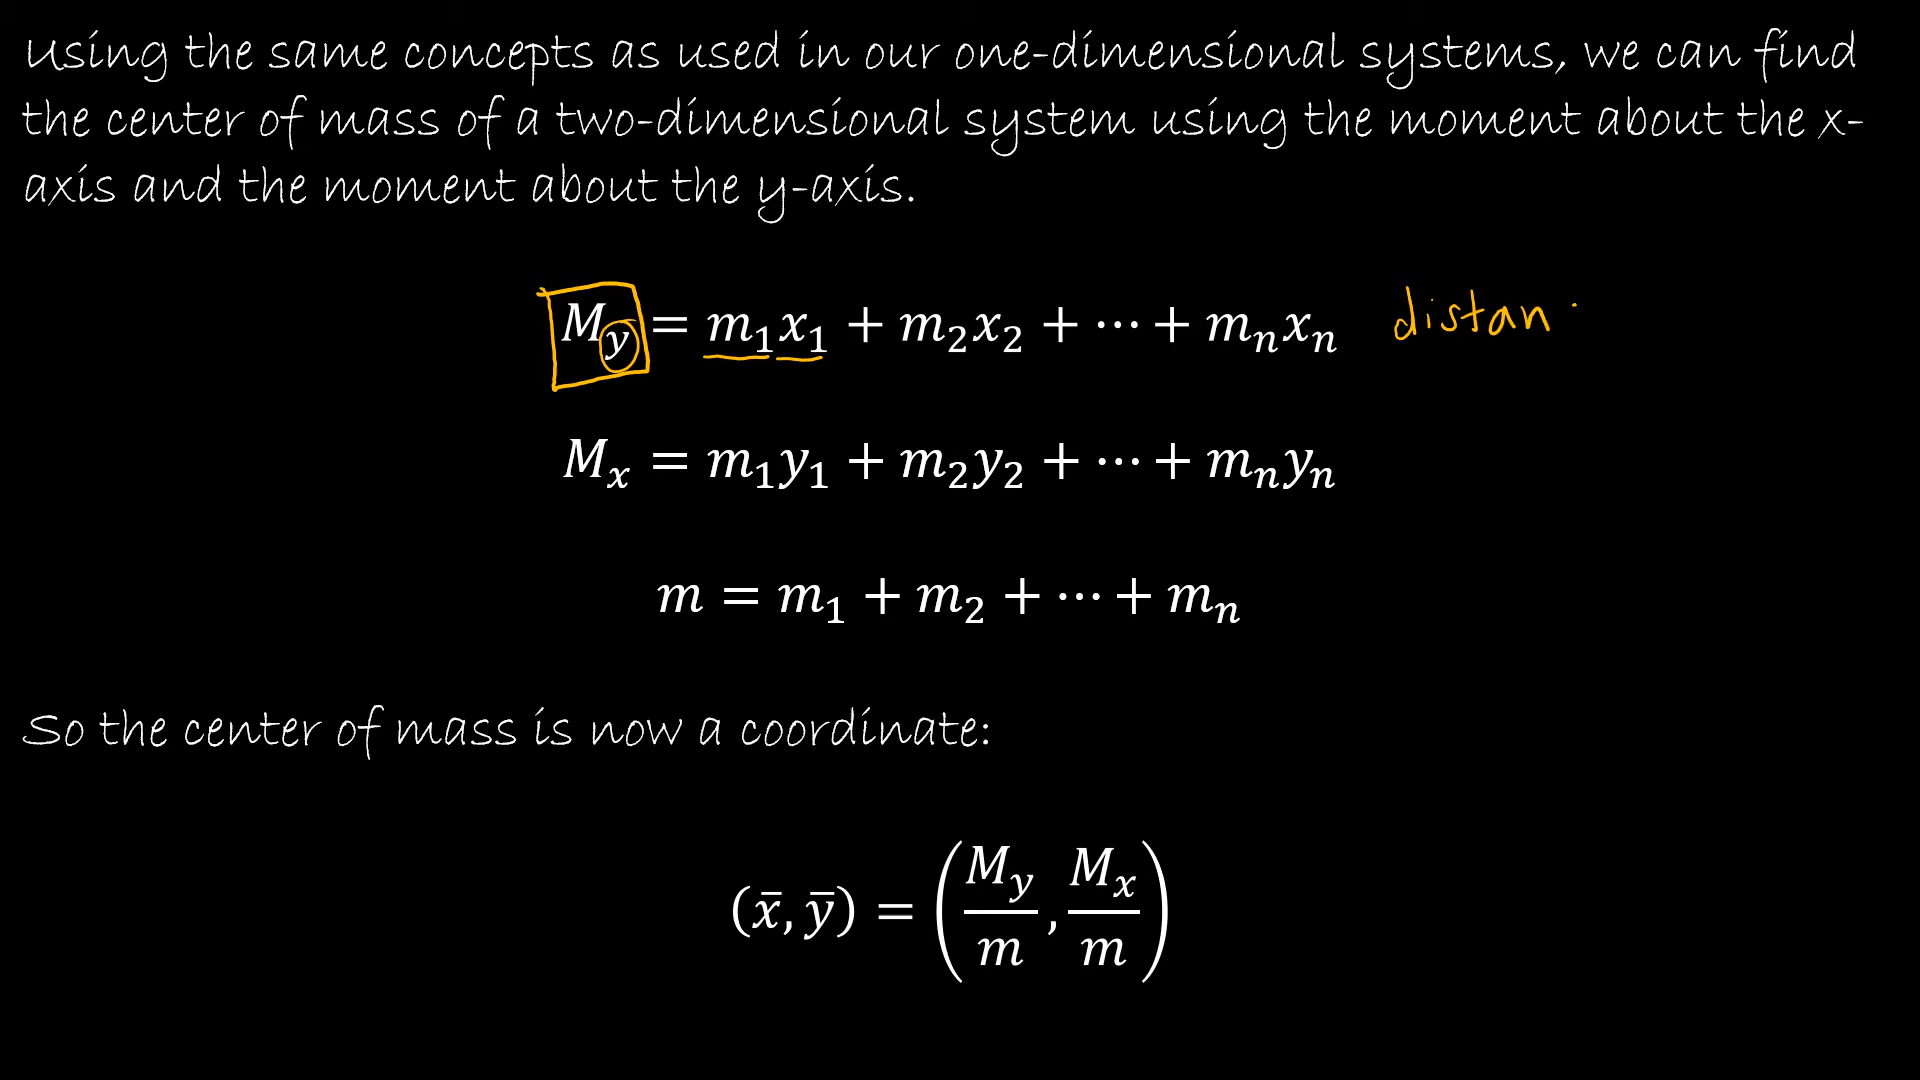 Using the same concepts as used in our one-dimensional systems, we can find
the center of mass of a two-dimensional system using the moment about the x-
axis and the moment about the y-axis.
M_y = m_1x_1 + m_2x_2 + ⋯ + m_nx_n distan
M_x = m_1y_1 + m_2y_2 + ⋯ + m_ny_n
m = m_1 + m_2 + ⋯ + m_n
So the center of mass is now a coordinate:
(x̄, ȳ) = (M_y/m, M_x/m)